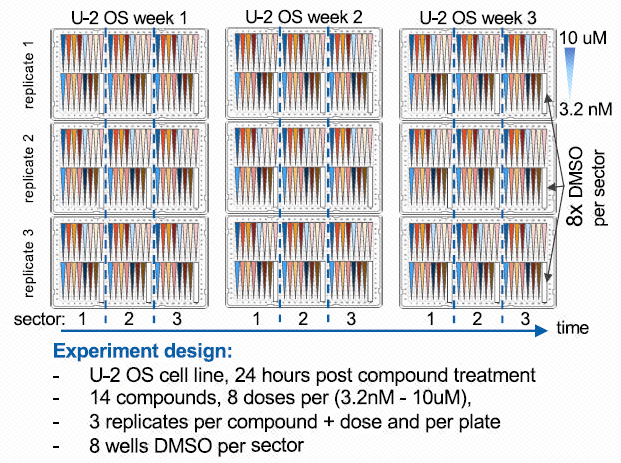 U-2 OS week 1
U-2 OS week 2
U-2 OS week 3
replicate 1
10 uM
3.2 nM
replicate 2
8x DMSO
per sector
replicate 3
sector: 1 2 3 1 2 3 1 2 3 time
Experiment design:
- U-2 OS cell line, 24 hours post compound treatment
- 14 compounds, 8 doses per (3.2nM - 10uM),
- 3 replicates per compound + dose and per plate
- 8 wells DMSO per sector